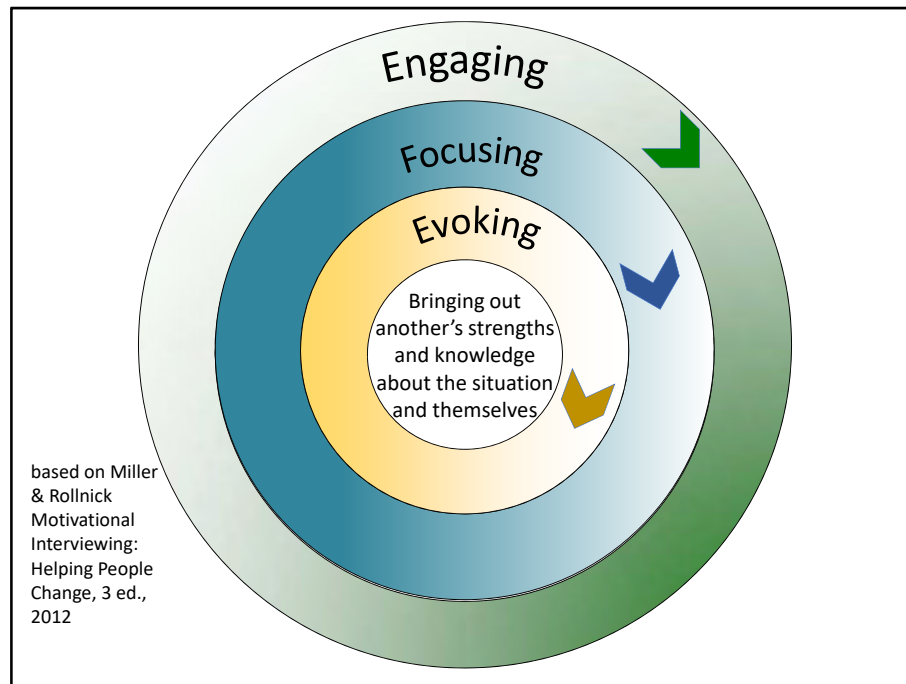 Engaging
Focusing
Evoking
Bringing out
another’s strengths
and knowledge
about the situation
and themselves
based on Miller
& Rollnick
Motivational
Interviewing:
Helping People
Change, 3 ed.,
2012